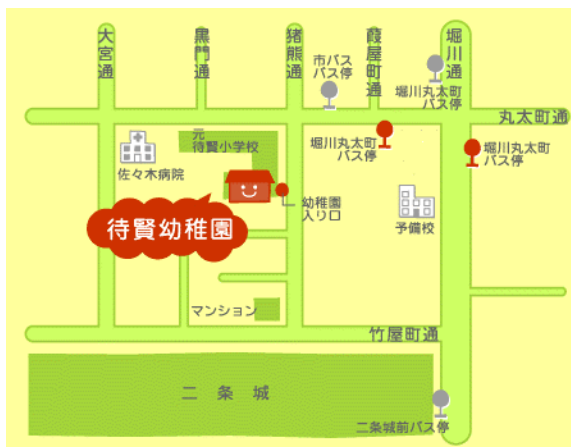 大宮通
黒門通
猪熊通
葭屋町通
堀川通
市バス
バス停
堀川丸太町
バス停
丸太町通
元
待賢小学校
堀川丸太町
バス停
堀川丸太町
バス停
佐々木病院
幼稚園
入り口
予備校
待賢幼稚園
マンション
竹屋町通
二条城
二条城前バス停